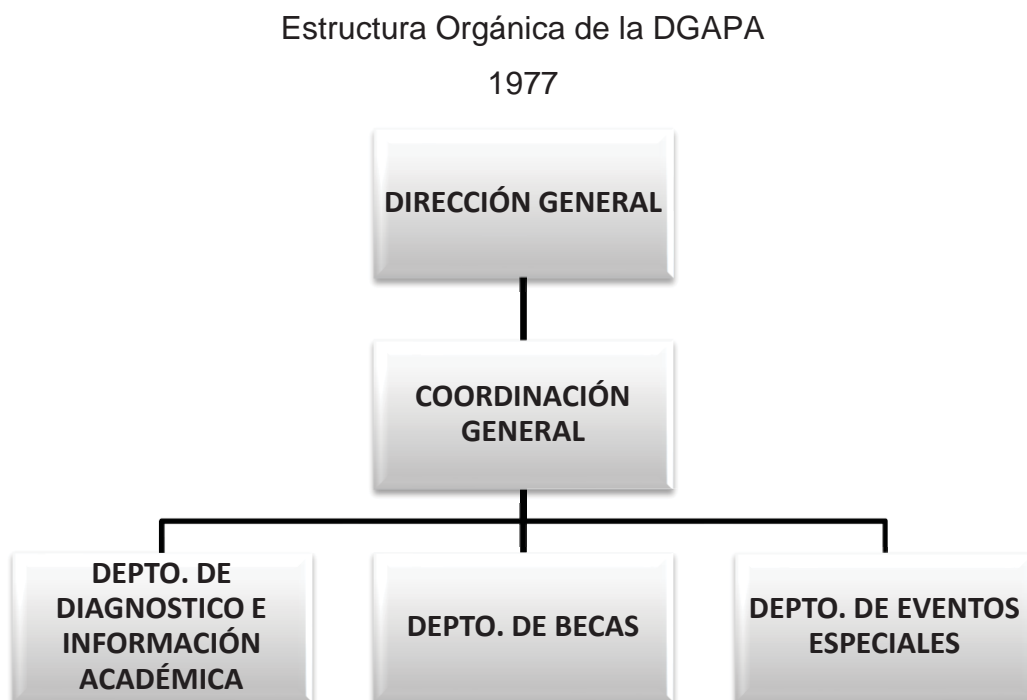 Estructura Orgánica de la DGAPA
1977
DIRECCIÓN GENERAL
COORDINACIÓN
GENERAL
DEPTO. DE
DIAGNOSTICO E
INFORMACIÓN
ACADÉMICA
DEPTO. DE BECAS
DEPTO. DE EVENTOS
ESPECIALES